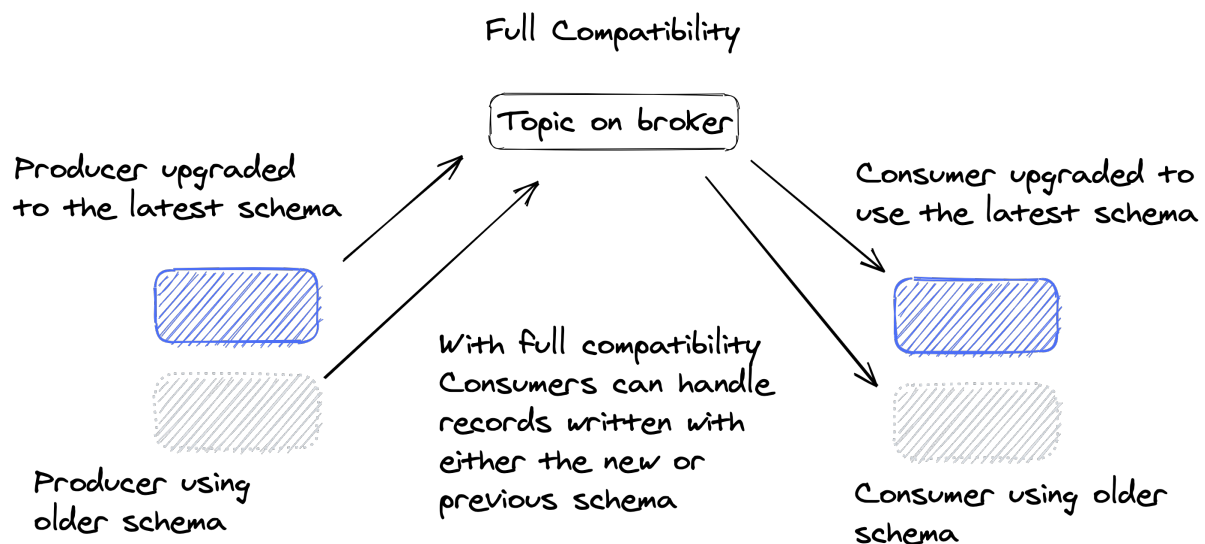 Full Compatibility
Topic on broker
Producer upgraded
to the latest schema
Consumer upgraded to
use the latest schema
With full compatibility
Consumers can handle
records written with
either the new or
previous schema
Producer using
older schema
Consumer using older
schema